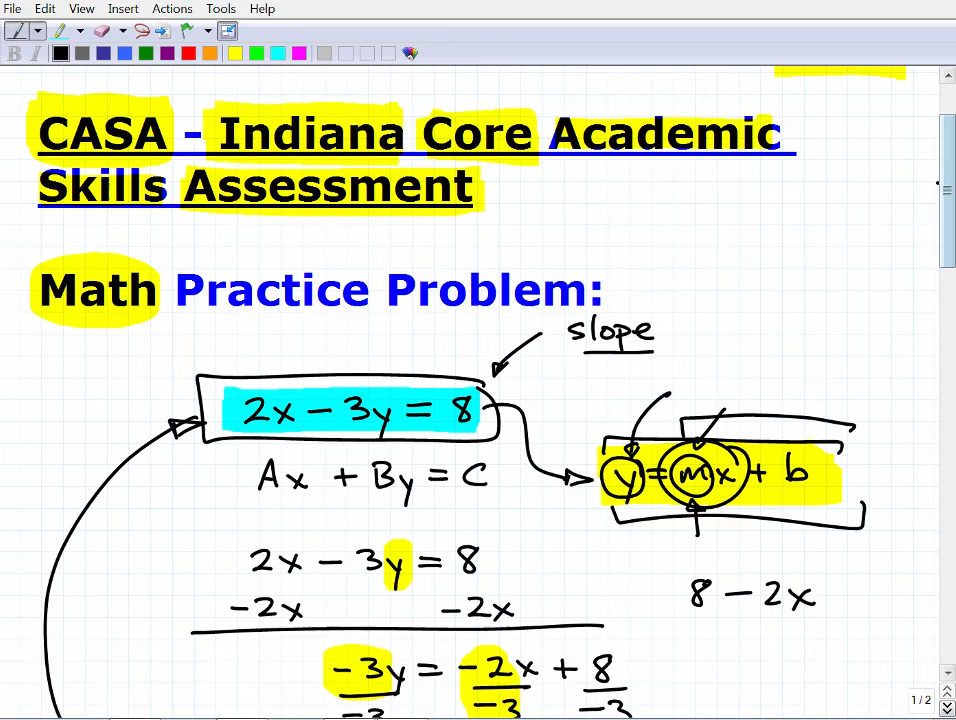 File Edit View Insert Actions Tools Help
B I
CASA - Indiana Core Academic
Skills Assessment
Math Practice Problem:
slope
2x - 3y = 8
y = mx + b
Ax + By = C
2x - 3y = 8
8 - 2x
-2x -2x
-3y = -2x + 8
-3 -3 -3
1 / 2